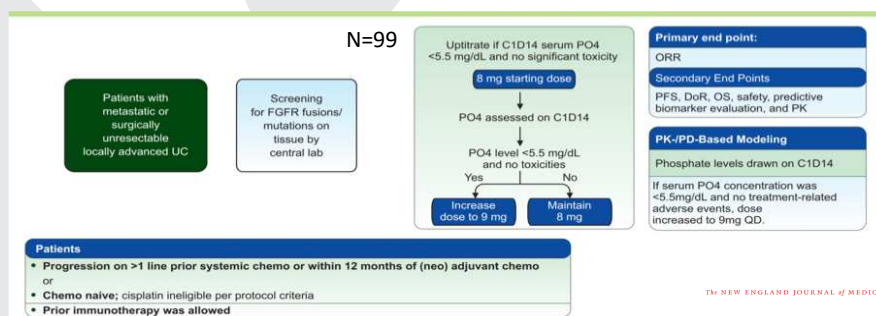 N=99
Patients with
metastatic or
surgically
unresectable
locally advanced UC
Screening
for FGFR fusions/
mutations on
tissue by
central lab
Uptitrate if C1D14 serum PO4
<5.5 mg/dL and no significant toxicity
8 mg starting dose
PO4 assessed on C1D14
PO4 level <5.5 mg/dL
and no toxicities
Yes No
Increase
dose to 9 mg
Maintain
8 mg
Primary end point:
ORR
Secondary End Points
PFS, DoR, OS, safety, predictive
biomarker evaluation, and PK
PK-/PD-Based Modeling
Phosphate levels drawn on C1D14
If serum PO4 concentration was
<5.5mg/dL and no treatment-related
adverse events, dose
increased to 9mg QD.
Patients
• Progression on >1 line prior systemic chemo or within 12 months of (neo) adjuvant chemo
or
• Chemo naive; cisplatin ineligible per protocol criteria
• Prior immunotherapy was allowed
The NEW ENGLAND JOURNAL of MEDIC